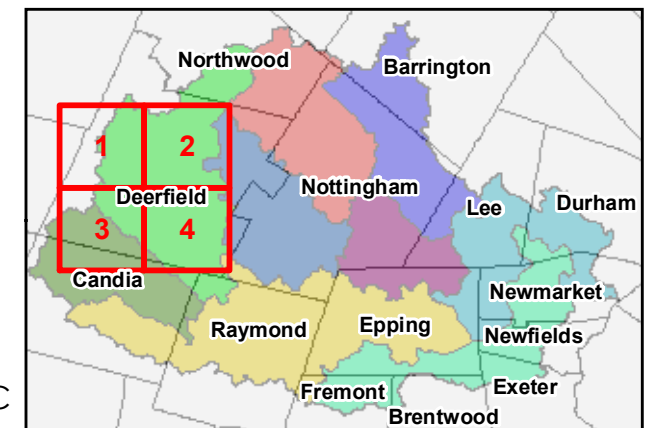 Northwood
Barrington
1
2
Nottingham
Deerfield
Lee
Durham
3
4
Candia
Newmarket
Raymond
Epping
Newfields
Fremont
Exeter
Brentwood
C